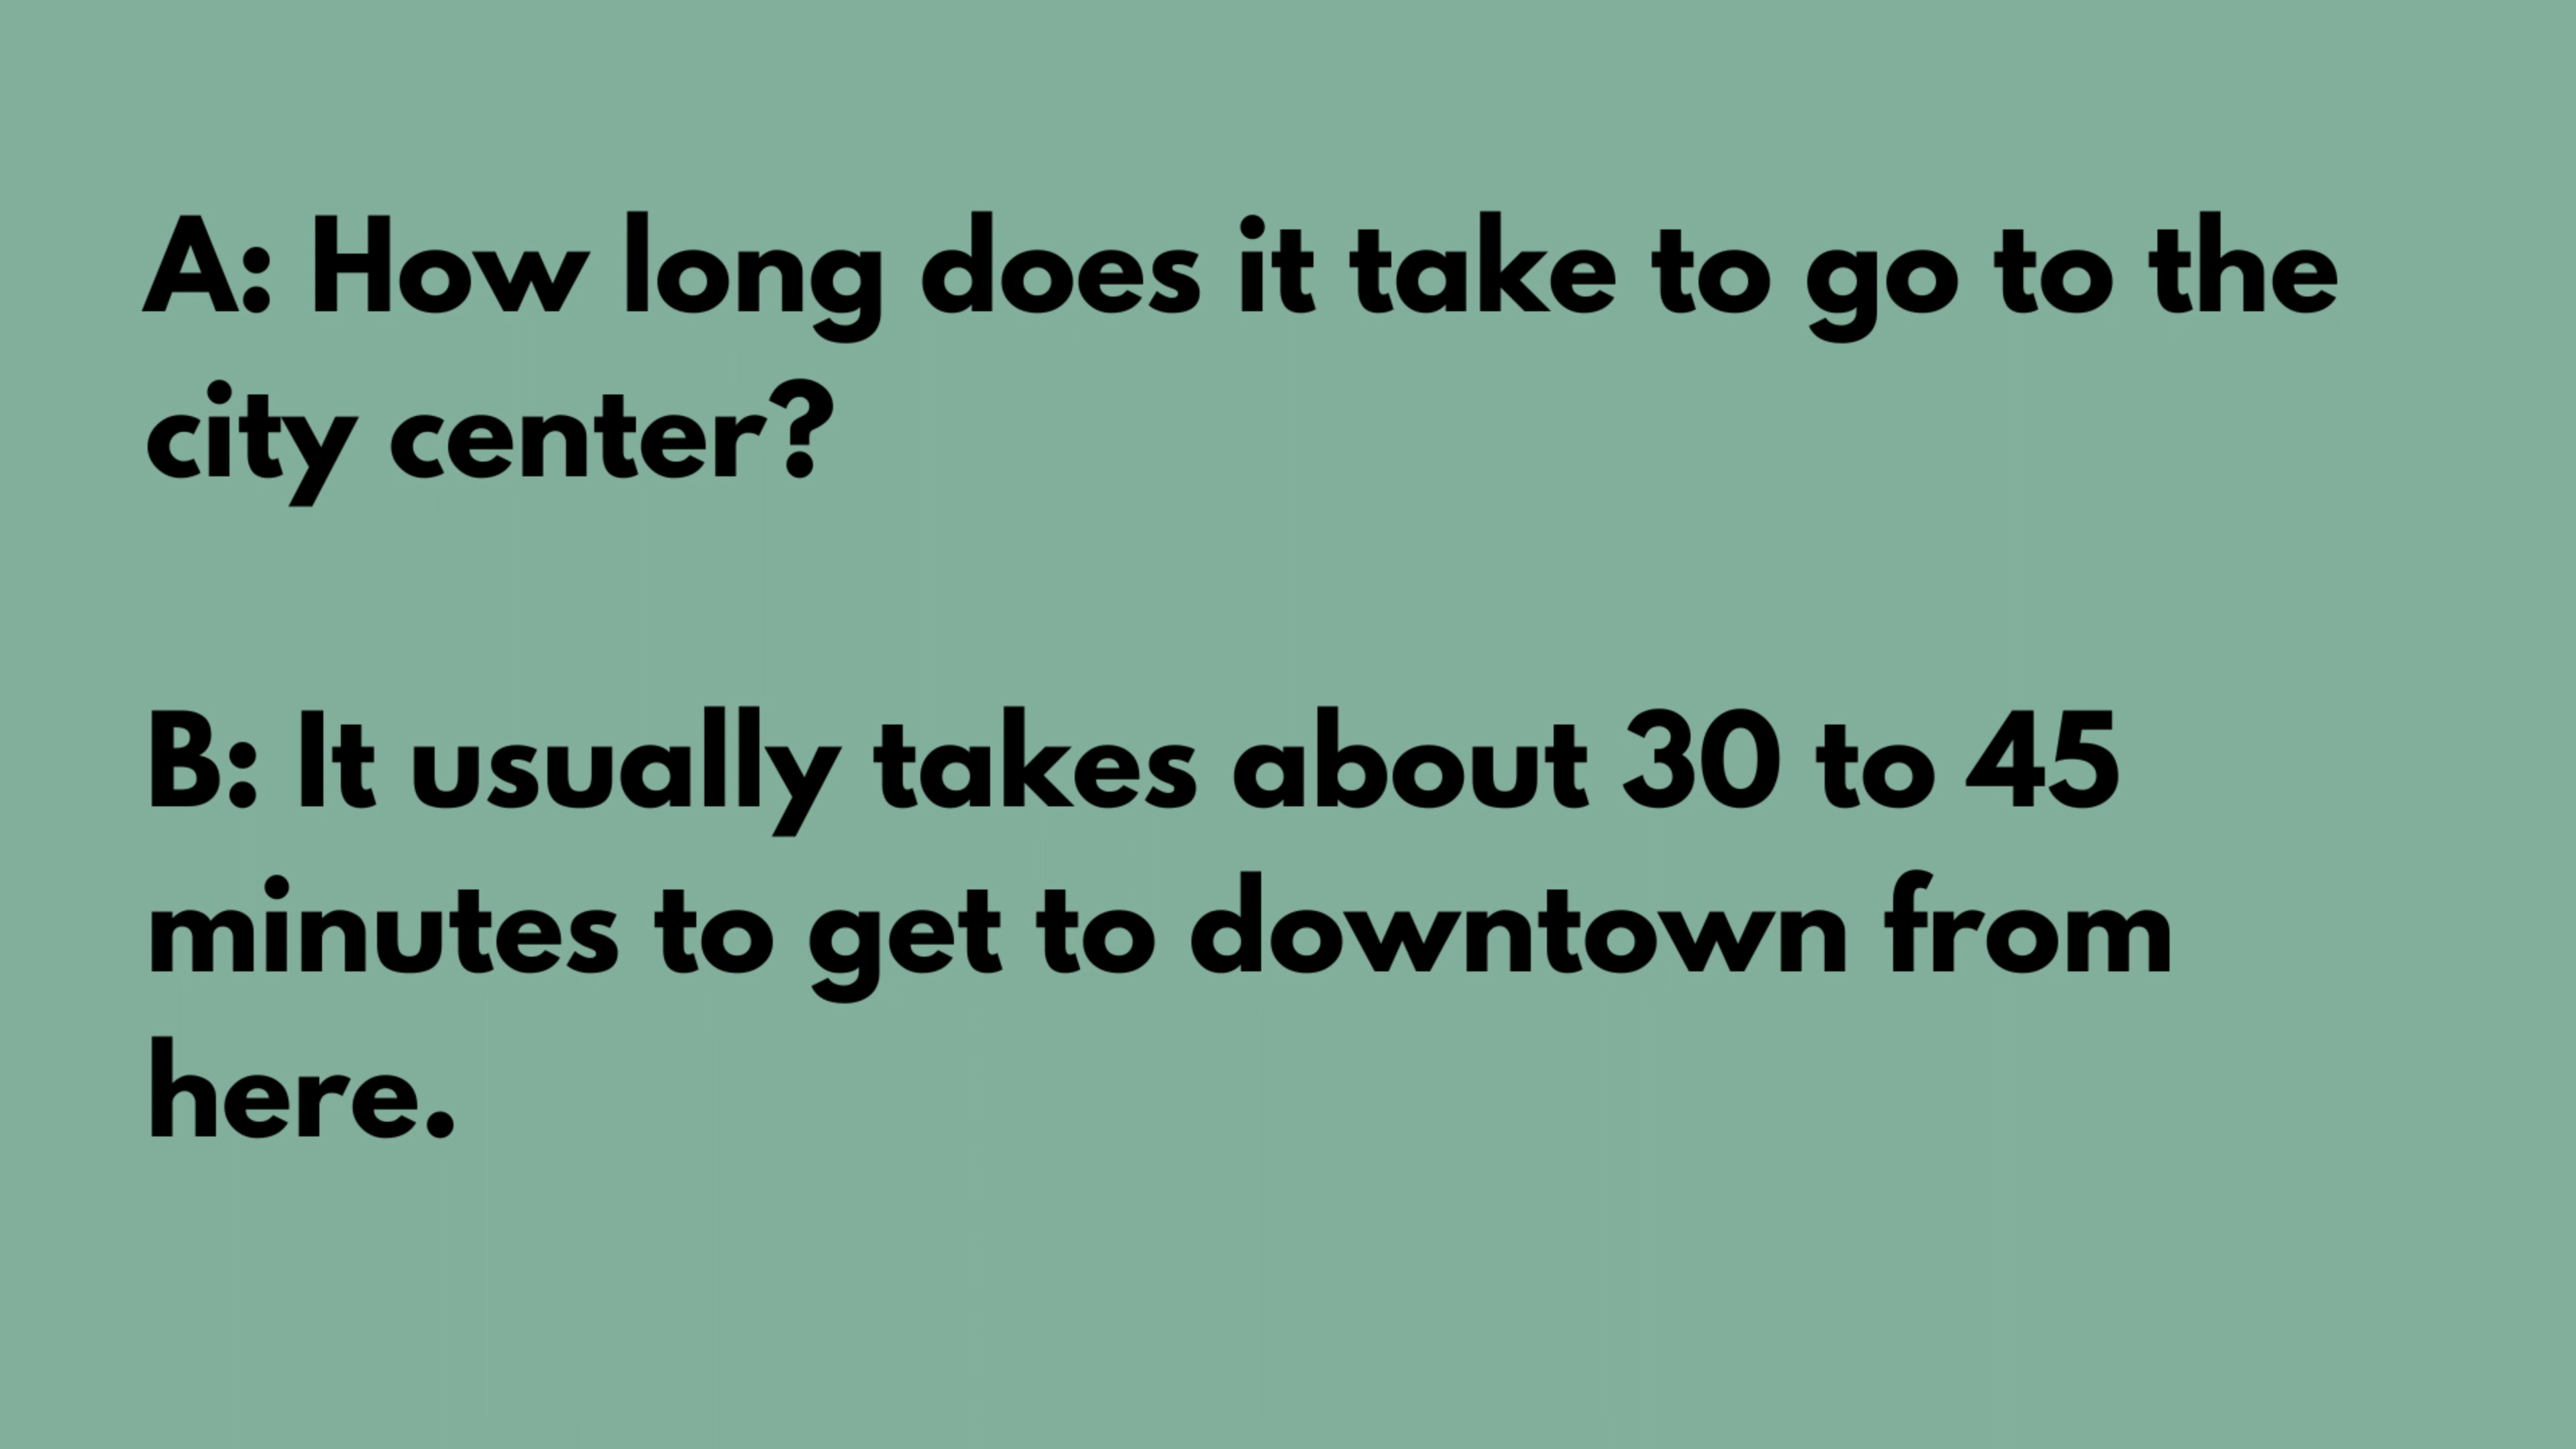 A: How long does it take to go to the
city center?
B: It usually takes about 30 to 45
minutes to get to downtown from
here.